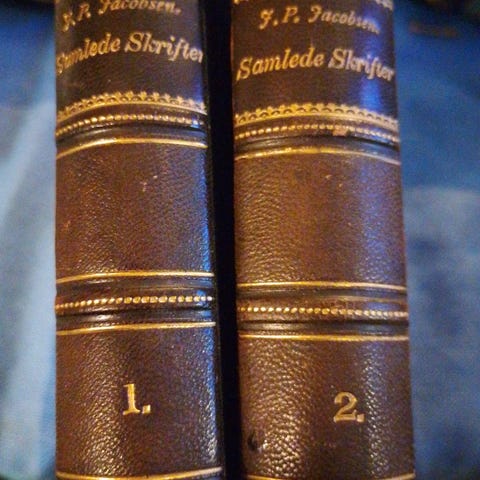 J. P. Jacobsen.
Samlede Skrifter
1.
J. P. Jacobsen.
Samlede Skrifter
2.